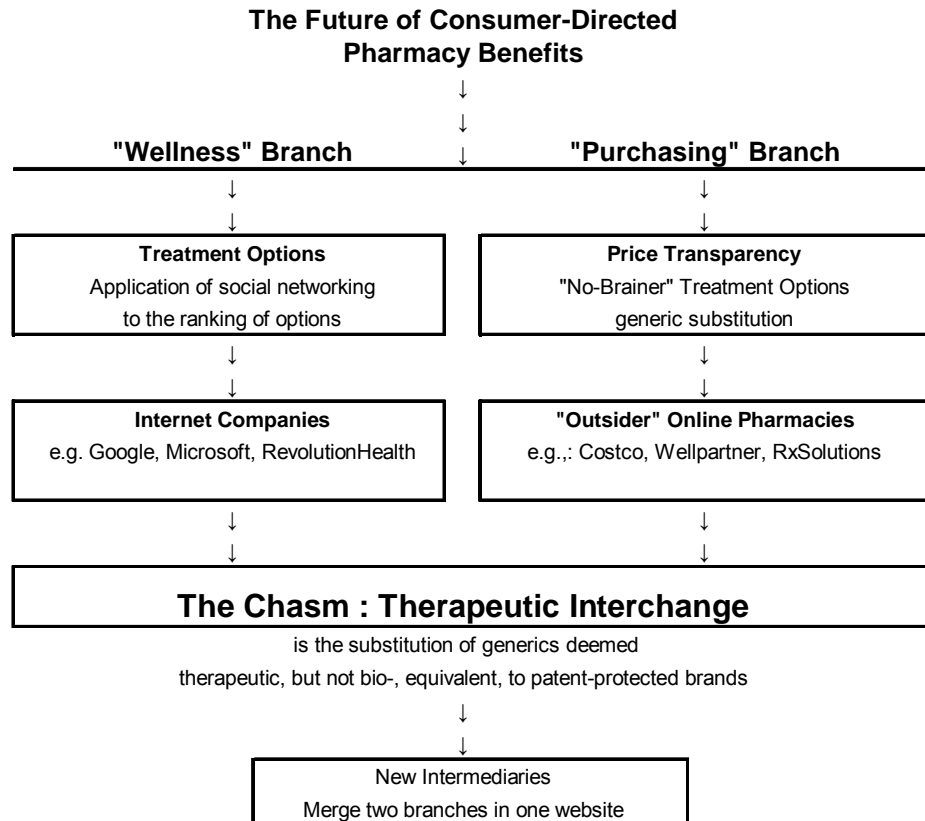 The Future of Consumer-Directed
Pharmacy Benefits
↓
↓
"Wellness" Branch ↓ "Purchasing" Branch
↓ ↓
↓ ↓
Treatment Options
Application of social networking
to the ranking of options
Price Transparency
"No-Brainer" Treatment Options
generic substitution
↓ ↓
↓ ↓
Internet Companies
e.g. Google, Microsoft, RevolutionHealth
"Outsider" Online Pharmacies
e.g.,: Costco, Wellpartner, RxSolutions
↓ ↓
↓ ↓
The Chasm : Therapeutic Interchange
is the substitution of generics deemed
therapeutic, but not bio-, equivalent, to patent-protected brands
↓
↓
New Intermediaries
Merge two branches in one website